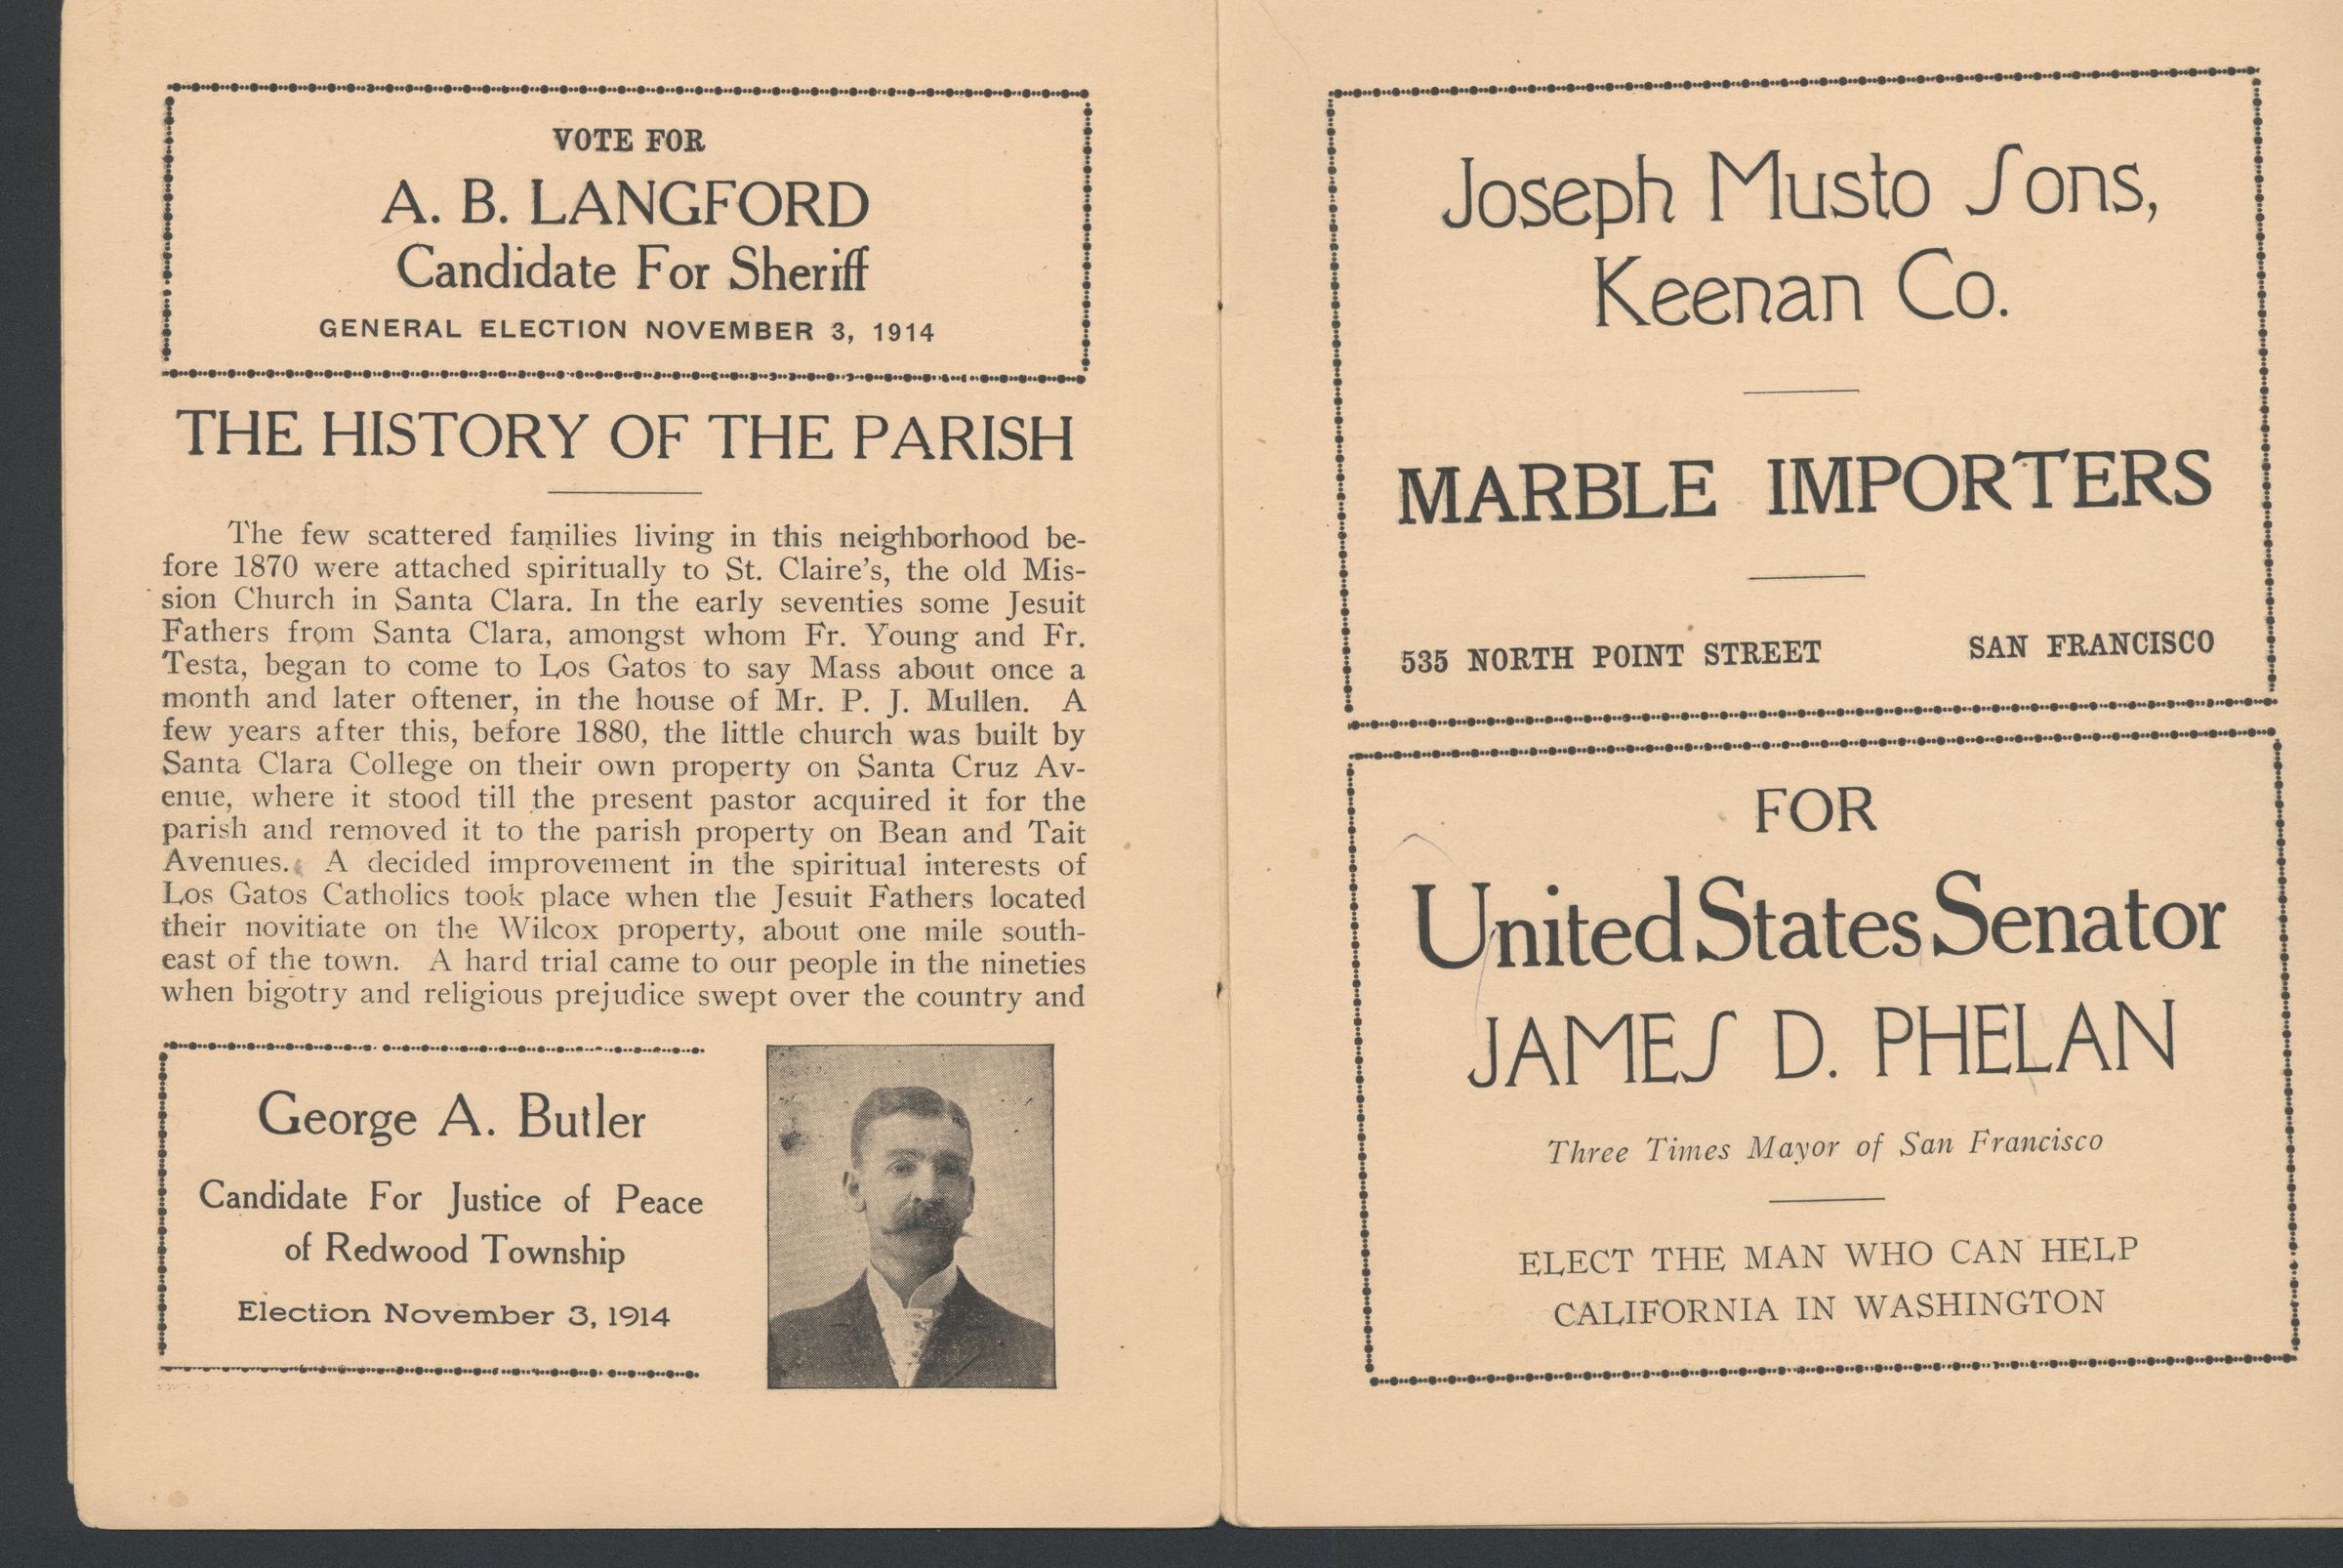 VOTE FOR
A. B. LANGFORD
Candidate For Sheriff
GENERAL ELECTION NOVEMBER 3, 1914
THE HISTORY OF THE PARISH
The few scattered families living in this neighborhood be-
fore 1870 were attached spiritually to St. Claire's, the old Mis-
sion Church in Santa Clara. In the early seventies some Jesuit
Fathers from Santa Clara, amongst whom Fr. Young and Fr.
Testa, began to come to Los Gatos to say Mass about once a
month and later oftener, in the house of Mr. P. J. Mullen. A
few years after this, before 1880, the little church was built by
Santa Clara College on their own property on Santa Cruz Av-
enue, where it stood till the present pastor acquired it for the
parish and removed it to the parish property on Bean and Tait
Avenues. A decided improvement in the spiritual interests of
Los Gatos Catholics took place when the Jesuit Fathers located
their novitiate on the Wilcox property, about one mile south-
east of the town. A hard trial came to our people in the nineties
when bigotry and religious prejudice swept over the country and
George A. Butler
Candidate For Justice of Peace
of Redwood Township
Election November 3, 1914
Joseph Musto Sons,
Keenan Co.
MARBLE IMPORTERS
535 NORTH POINT STREET SAN FRANCISCO
FOR
United States Senator
JAMES D. PHELAN
Three Times Mayor of San Francisco
ELECT THE MAN WHO CAN HELP
CALIFORNIA IN WASHINGTON